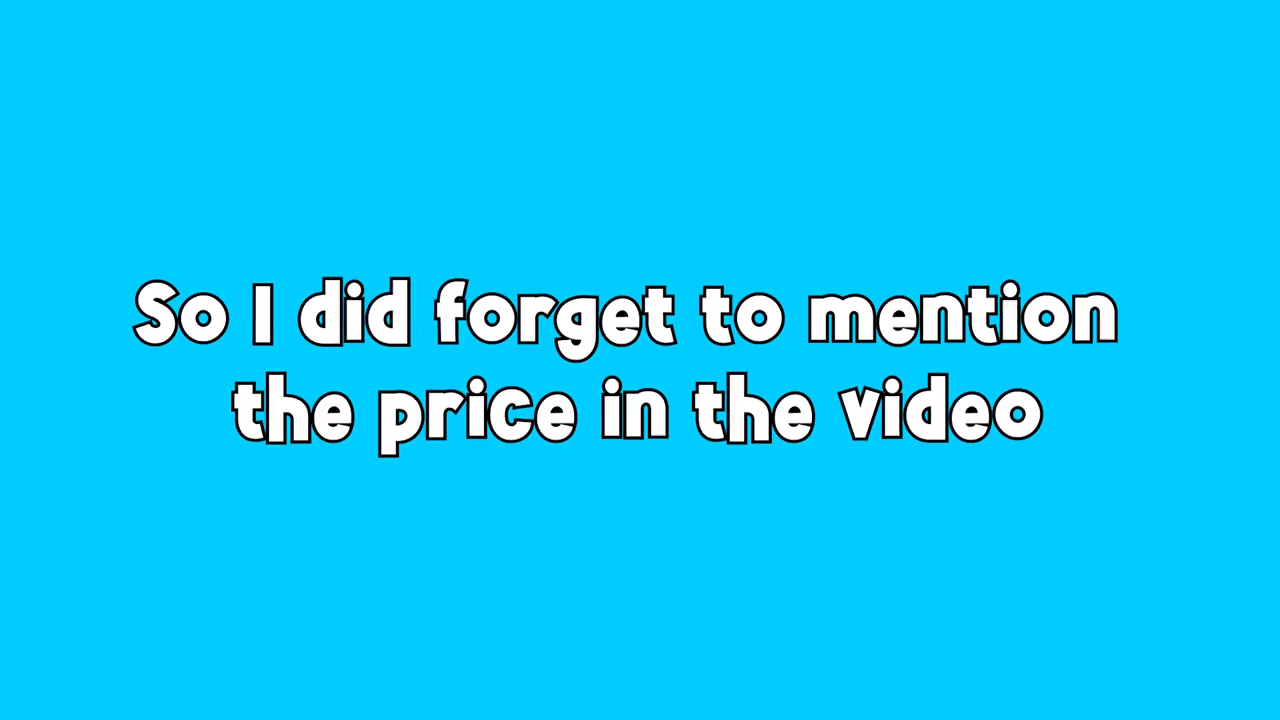 So I did forget to mention
the price in the video